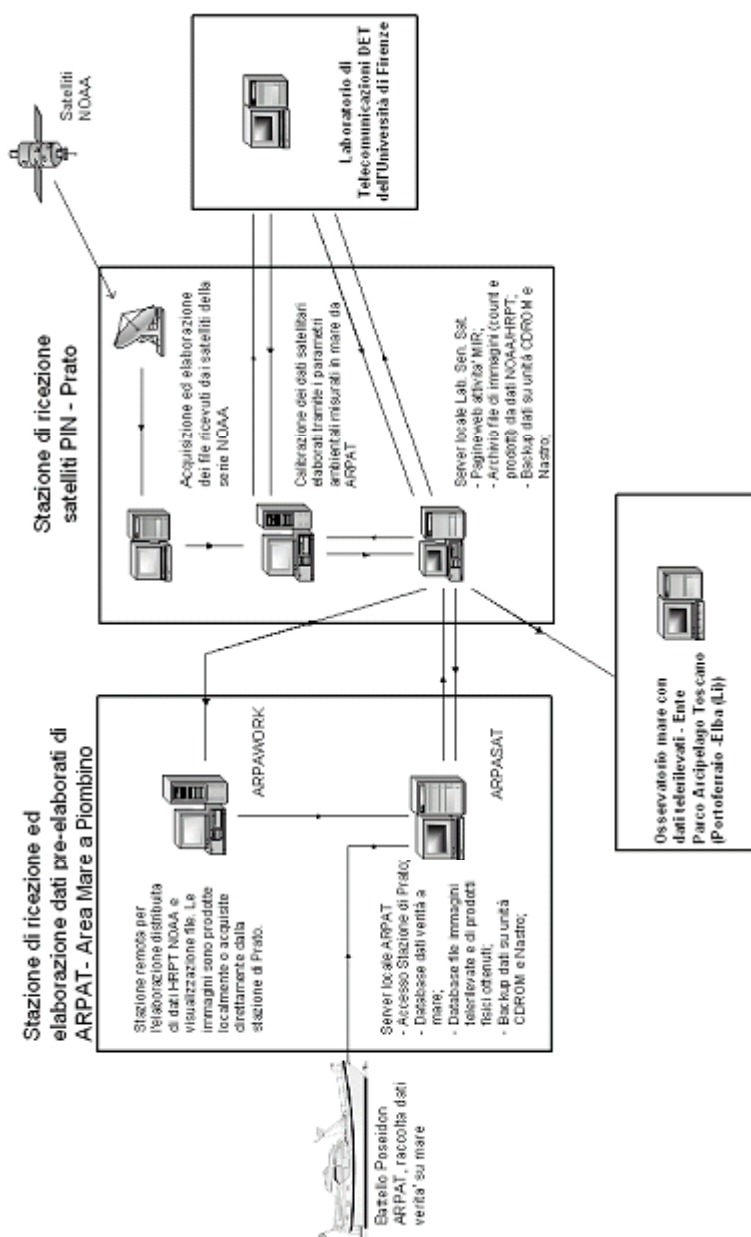 Stazione di ricezione ed
elaborazione dati pre-elaborati di
ARPAT- Area Mare a Piombino
Stazione di ricezione
satelliti PIN - Prato
Satelliti
NOAA
Stazione remota per
l'elaborazione distribuita
di dati HRPT NOAA e
visualizzazione file. Le
immagini sono prodotte
localmente o acquisite
direttamente dalla
stazione di Prato.
ARPAWORK
Acquisizione ed elaborazione
dei file ricevuti dai satelliti della
serie NOAA
Calibrazione dei dati satellitari
elaborati tramite i parametri
ambientali misurati in mare da
ARPAT
Laboratorio di
Telecomunicazioni DET
dell'Università di Firenze
Battello Poseidon
ARPAT, raccolta dati
verita' su mare
Server locale ARPAT
- Accesso Stazione di Prato;
- Database dati verità a
mare;
- Database file immagini
telerilevate e di prodotti
fisici ottenuti;
- Backup dati su unità
CDROM e Nastro;
ARPASAT
Server locale Lab. Sen. Sat.
- Pagine web attivita' MIR;
- Archivio file di immagini (count e
prodotti) da dati NOAA/HRPT;
- Backup dati su unità CDROM e
Nastro;
Osservatorio mare con
dati telerilevati - Ente
Parco Arcipelago Toscano
(Portoferraio -Elba (Li))